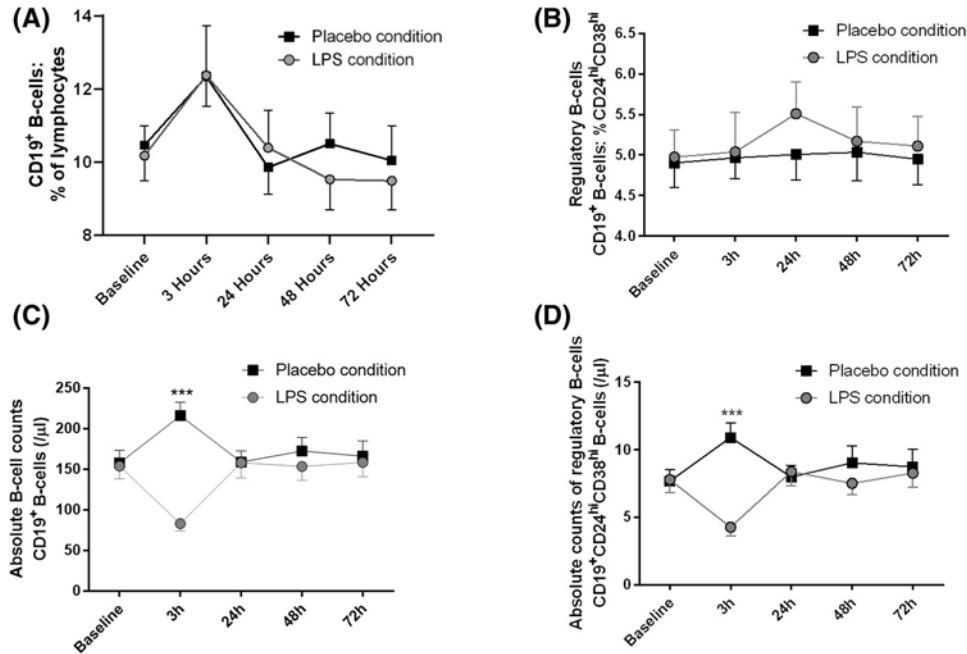 (A)
CD19⁺ B-cells:
% of lymphocytes
14
12
10
8
Placebo condition
LPS condition
Baseline
3 Hours
24 Hours
48 Hours
72 Hours
(B)
Regulatory B-cells
CD19⁺ B-cells: % CD24ʰⁱCD38ʰⁱ
6.5
6.0
5.5
5.0
4.5
4.0
Placebo condition
LPS condition
Baseline
3h
24h
48h
72h
(C)
Absolute B-cell counts
CD19⁺ B-cells (/µl)
250
200
150
100
50
0
Placebo condition
LPS condition
***
Baseline
3h
24h
48h
72h
(D)
Absolute counts of regulatory B-cells
CD19⁺CD24ʰⁱCD38ʰⁱ B-cells (/µl)
15
10
5
0
Placebo condition
LPS condition
***
Baseline
3h
24h
48h
72h